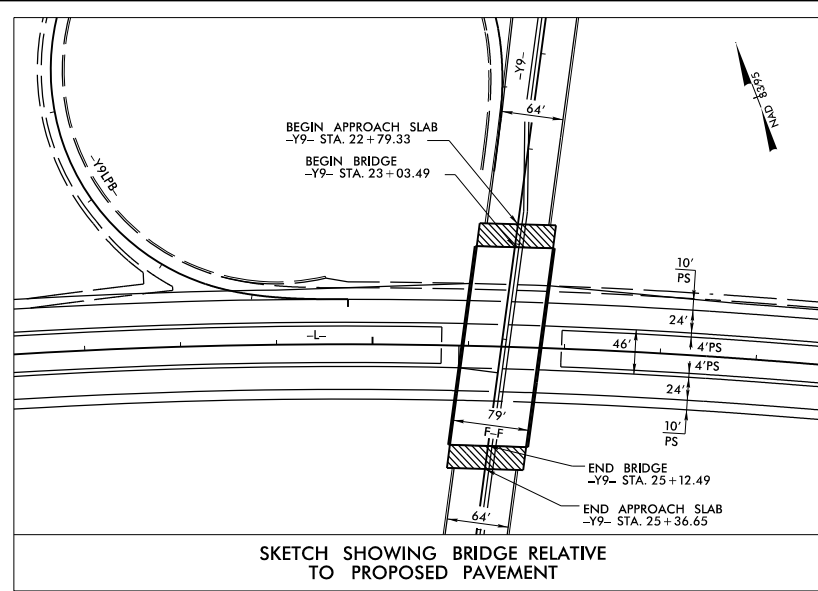 -Y9-
64'
NAD 83/95
BEGIN APPROACH SLAB
-Y9- STA. 22+79.33
BEGIN BRIDGE
-Y9- STA. 23+03.49
-Y9LPB-
10'
PS
24'
-L-
46'
4'PS
4'PS
24'
10'
PS
79'
F-F
END BRIDGE
-Y9- STA. 25+12.49
END APPROACH SLAB
-Y9- STA. 25+36.65
64'
SKETCH SHOWING BRIDGE RELATIVE
TO PROPOSED PAVEMENT